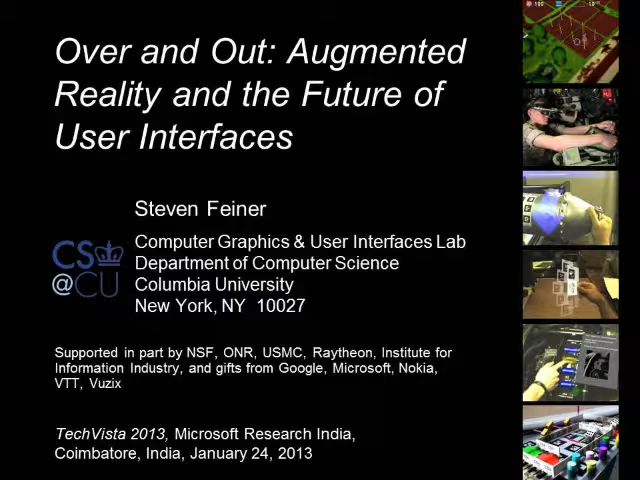 Over and Out: Augmented
Reality and the Future of
User Interfaces
Steven Feiner
Computer Graphics & User Interfaces Lab
Department of Computer Science
Columbia University
New York, NY 10027
CS
@CU
Supported in part by NSF, ONR, USMC, Raytheon, Institute for
Information Industry, and gifts from Google, Microsoft, Nokia,
VTT, Vuzix
TechVista 2013, Microsoft Research India,
Coimbatore, India, January 24, 2013